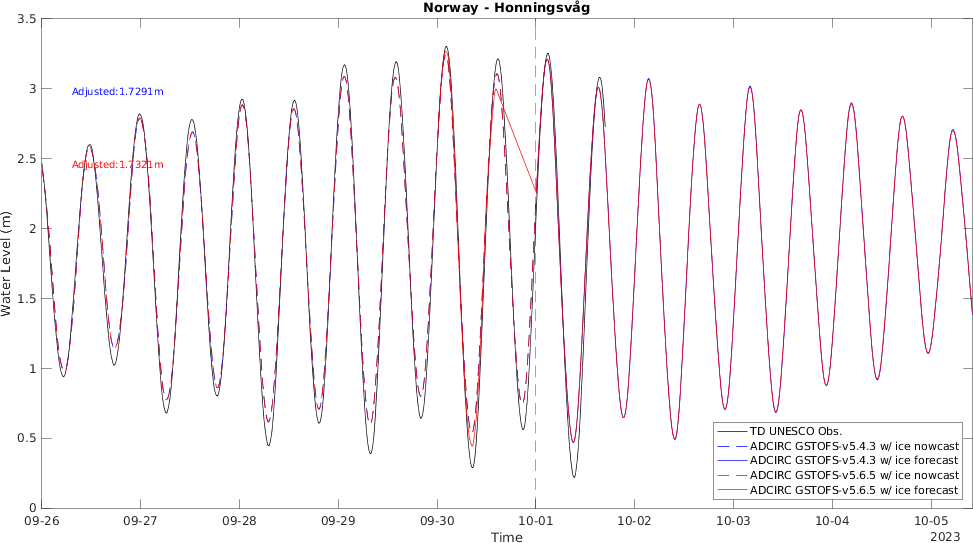 Norway - Honningsvåg
3.5
3
2.5
2
1.5
1
0.5
0
Water Level (m)
Adjusted:1.7291m
Adjusted:1.7321m
TD UNESCO Obs.
ADCIRC GSTOFS-v5.4.3 w/ ice nowcast
ADCIRC GSTOFS-v5.4.3 w/ ice forecast
ADCIRC GSTOFS-v5.6.5 w/ ice nowcast
ADCIRC GSTOFS-v5.6.5 w/ ice forecast
09-26 09-27 09-28 09-29 09-30 10-01 10-02 10-03 10-04 10-05
Time
2023